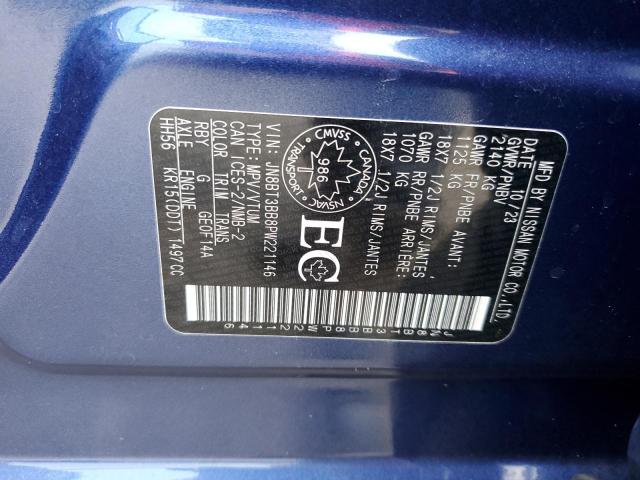 MFD BY NISSAN MOTOR CO.,LTD.
DATE 10/23
GVWR/PNBV
2146 KG
GAWR FR/PNBE AVANT:
1125 KG
18X7 1/2J RIMS/JANTES
GAWR RR/PNBE ARRIÈRE:
1070 KG
18X7 1/2J RIMS/JANTES
CMVSS
CANADA
NSVAC
TRANSPORT
986
EC
VIN: JN8BT3BB8PW221146
TYPE: MPV/VTUM
CAN ICES-2/NMB-2
COLOR TRIM TRANS
RBY G GE0F14A
AXLE ENGINE
HH56 KR15(DDT) 1497CC
JN8BT3BB8PW221146